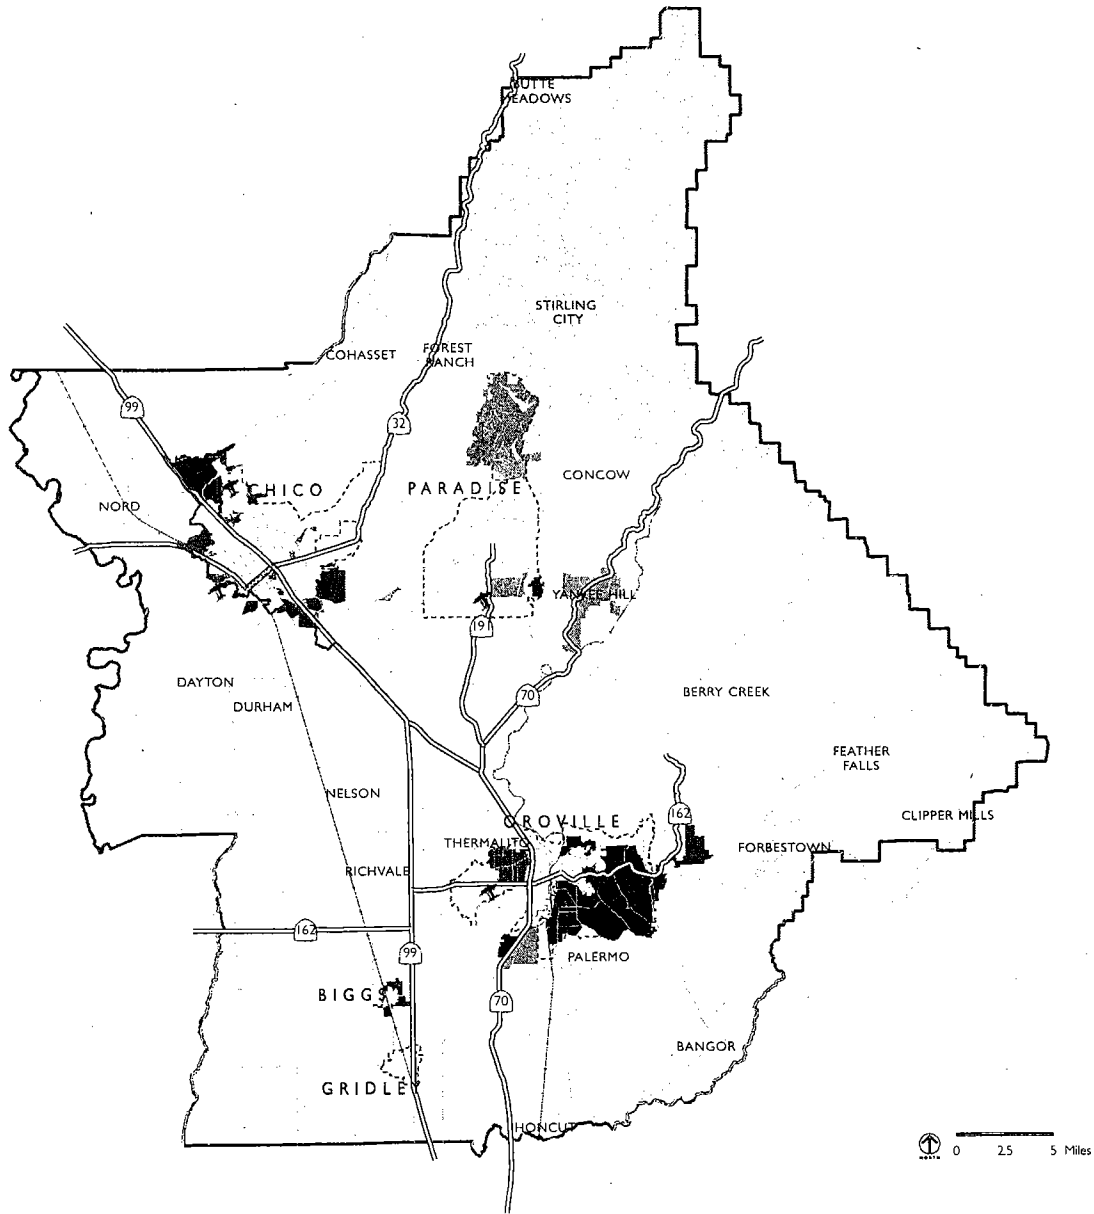 BUTTE
MEADOWS
STIRLING
CITY
COHASSET
FOREST
RANCH
99
32
CHICO
PARADISE
CONCOW
NORD
YANKEE HILL
191
DAYTON
DURHAM
70
BERRY CREEK
FEATHER
FALLS
NELSON
OROVILLE
162
CLIPPER MILLS
THERMALITO
FORBESTOWN
RICHVALE
162
99
PALERMO
BIGGS
70
BANGOR
GRIDLE
HONCUT
NORTH
0 2.5 5 Miles